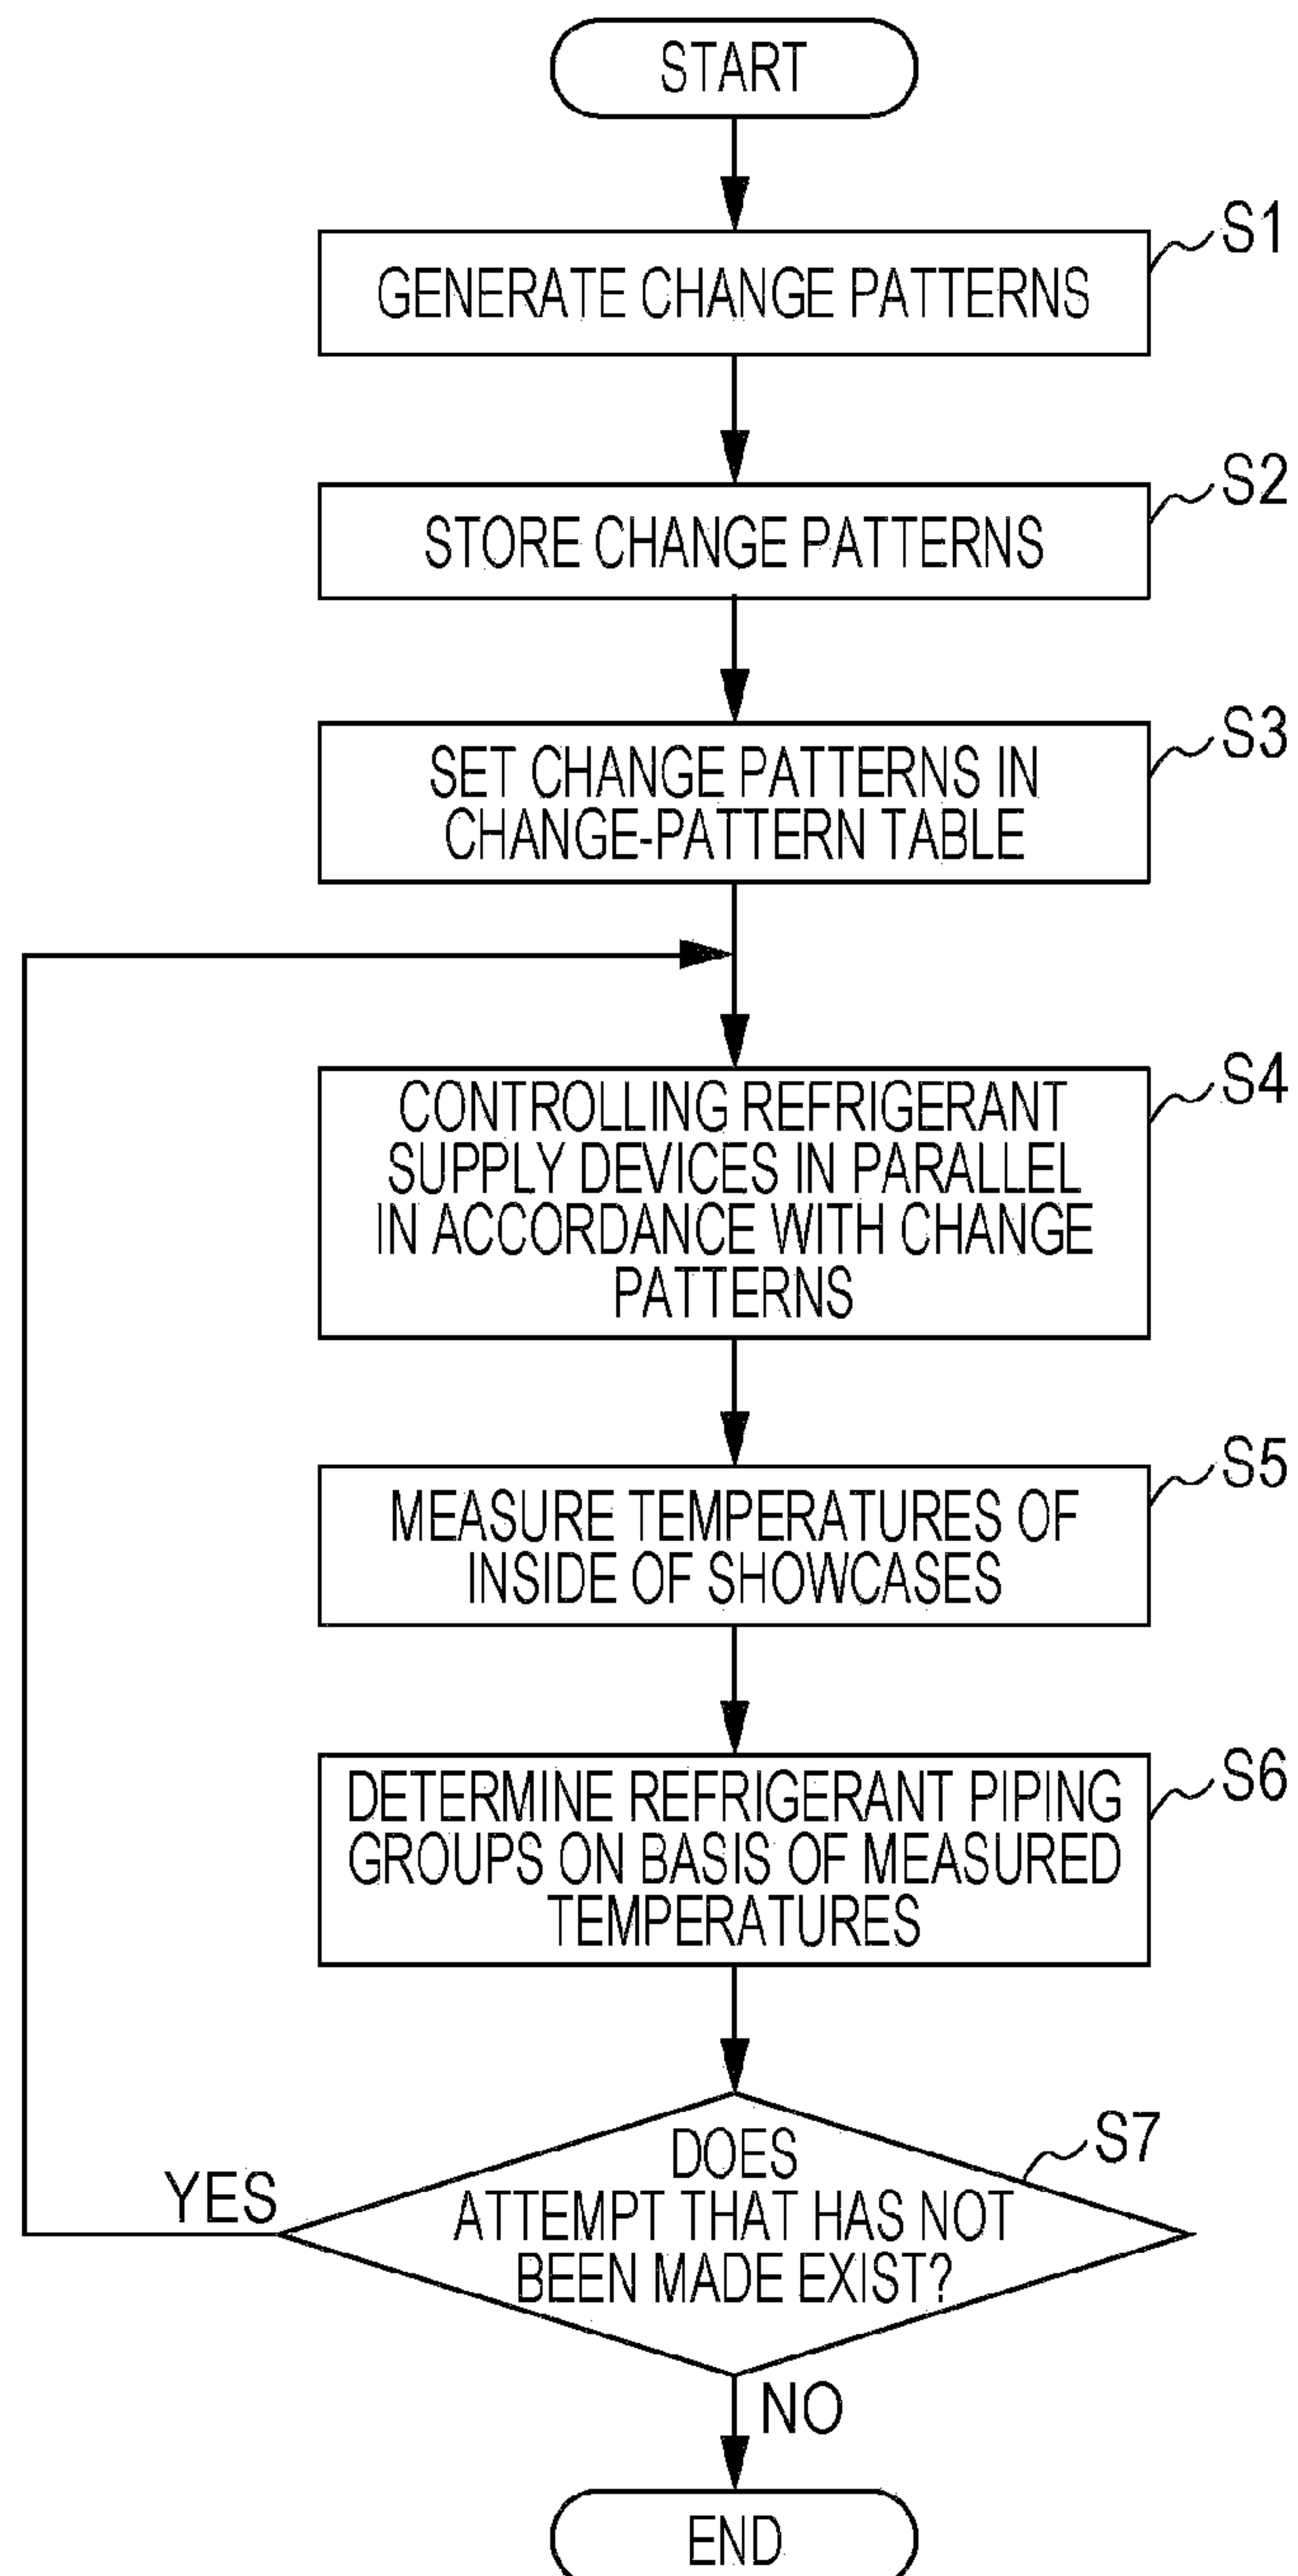 START
S1
GENERATE CHANGE PATTERNS
S2
STORE CHANGE PATTERNS
S3
SET CHANGE PATTERNS IN
CHANGE-PATTERN TABLE
S4
CONTROLLING REFRIGERANT
SUPPLY DEVICES IN PARALLEL
IN ACCORDANCE WITH CHANGE
PATTERNS
S5
MEASURE TEMPERATURES OF
INSIDE OF SHOWCASES
S6
DETERMINE REFRIGERANT PIPING
GROUPS ON BASIS OF MEASURED
TEMPERATURES
S7
DOES
ATTEMPT THAT HAS NOT
BEEN MADE EXIST?
YES
NO
END